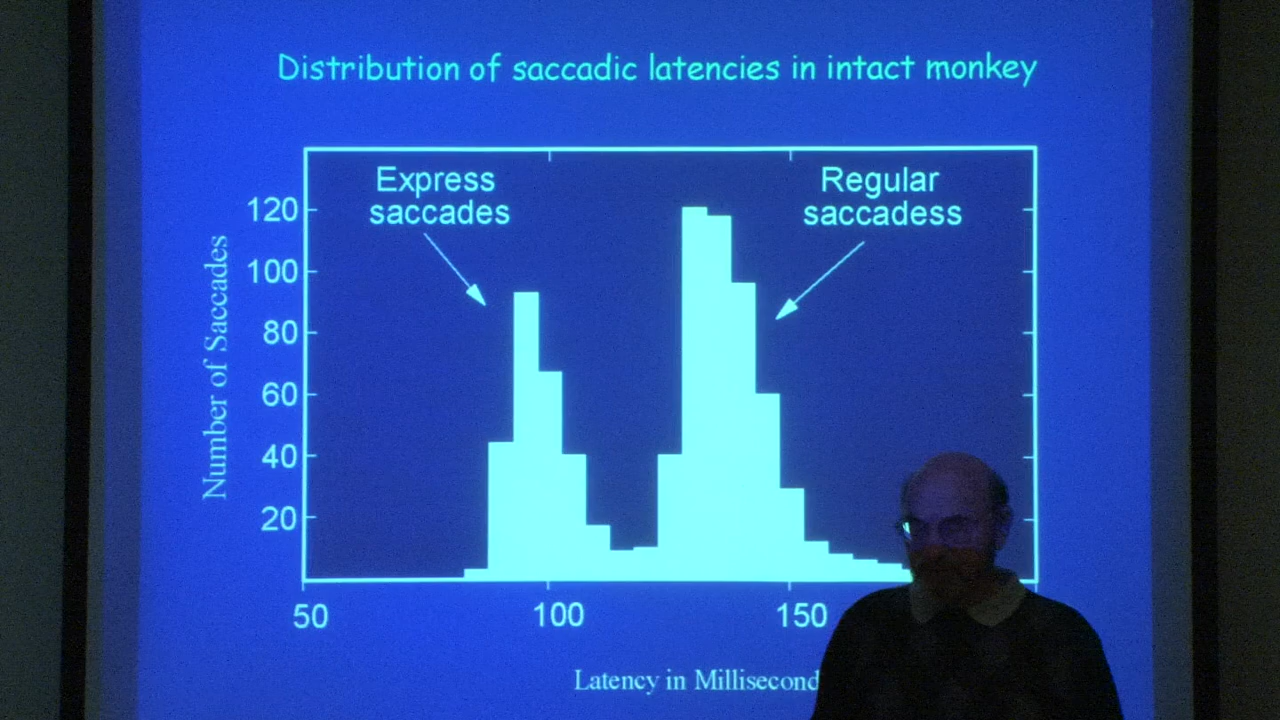 Distribution of saccadic latencies in intact monkey
Express
saccades
Regular
saccadess
120
100
80
60
40
20
Number of Saccades
50
100
150
Latency in Millisecond